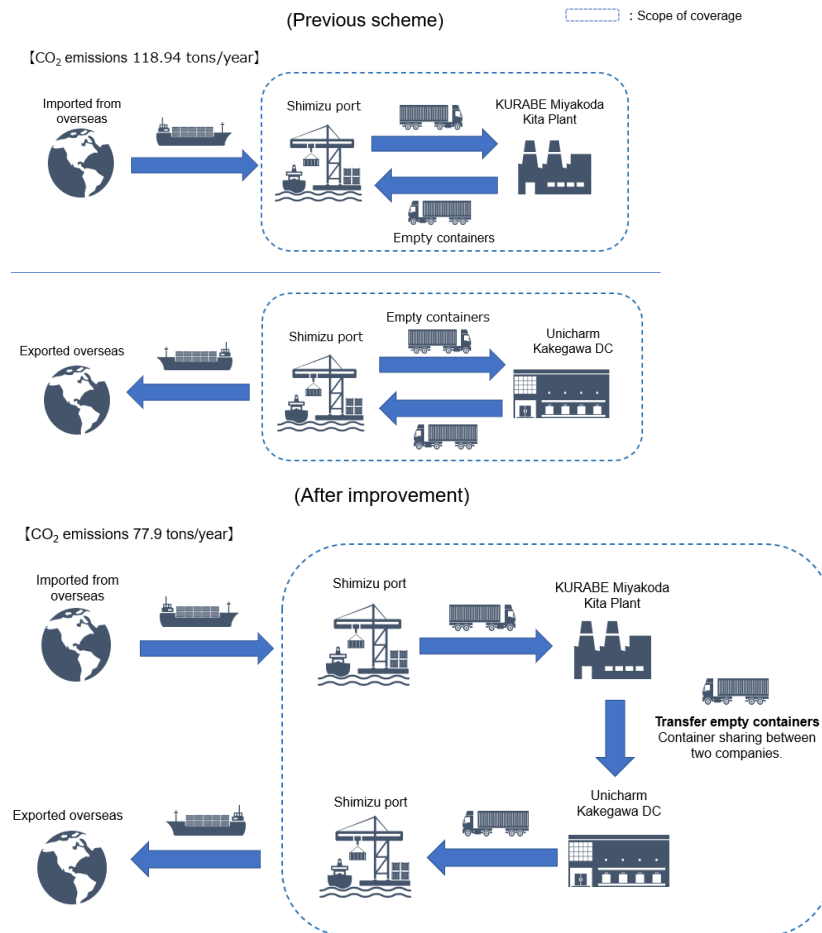 (Previous scheme)
: Scope of coverage
【CO₂ emissions 118.94 tons/year】
Imported from
overseas
Shimizu port
KURABE Miyakoda
Kita Plant
Empty containers
Exported overseas
Shimizu port
Empty containers
Unicharm
Kakegawa DC
(After improvement)
【CO₂ emissions 77.9 tons/year】
Imported from
overseas
Shimizu port
KURABE Miyakoda
Kita Plant
Transfer empty containers
Container sharing between
two companies.
Exported overseas
Shimizu port
Unicharm
Kakegawa DC